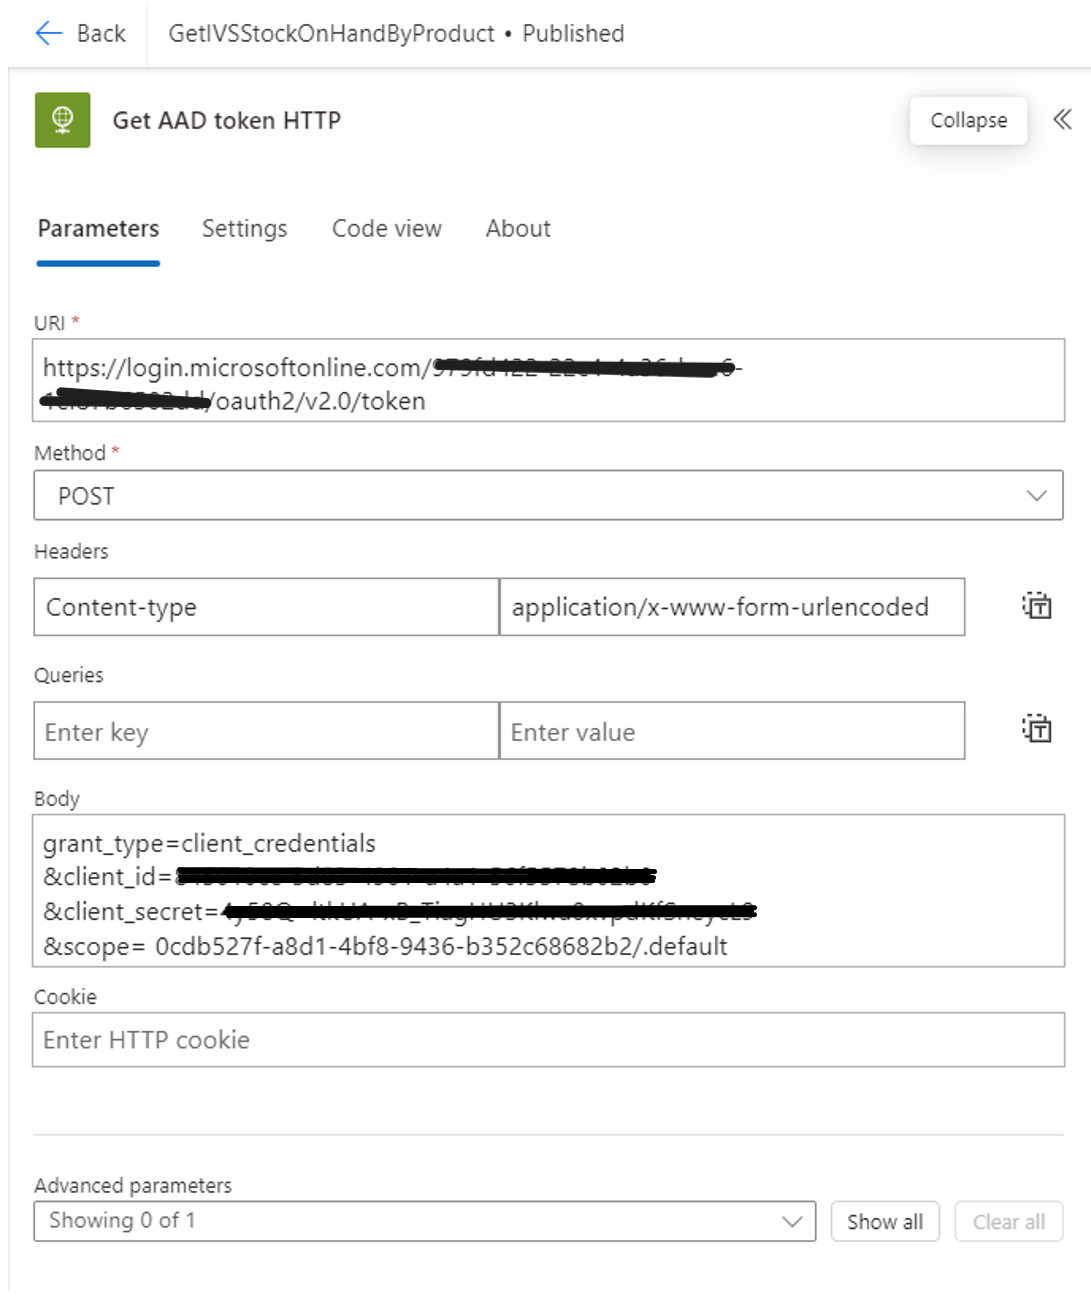 Back
GetIVSStockOnHandByProduct • Published
Get AAD token HTTP
Collapse
Parameters
Settings
Code view
About
URI *
https://login.microsoftonline.com/
/oauth2/v2.0/token
Method *
POST
Headers
Content-type
application/x-www-form-urlencoded
Queries
Enter key
Enter value
Body
grant_type=client_credentials
&client_id=
&client_secret=
&scope= 0cdb527f-a8d1-4bf8-9436-b352c68682b2/.default
Cookie
Enter HTTP cookie
Advanced parameters
Showing 0 of 1
Show all
Clear all